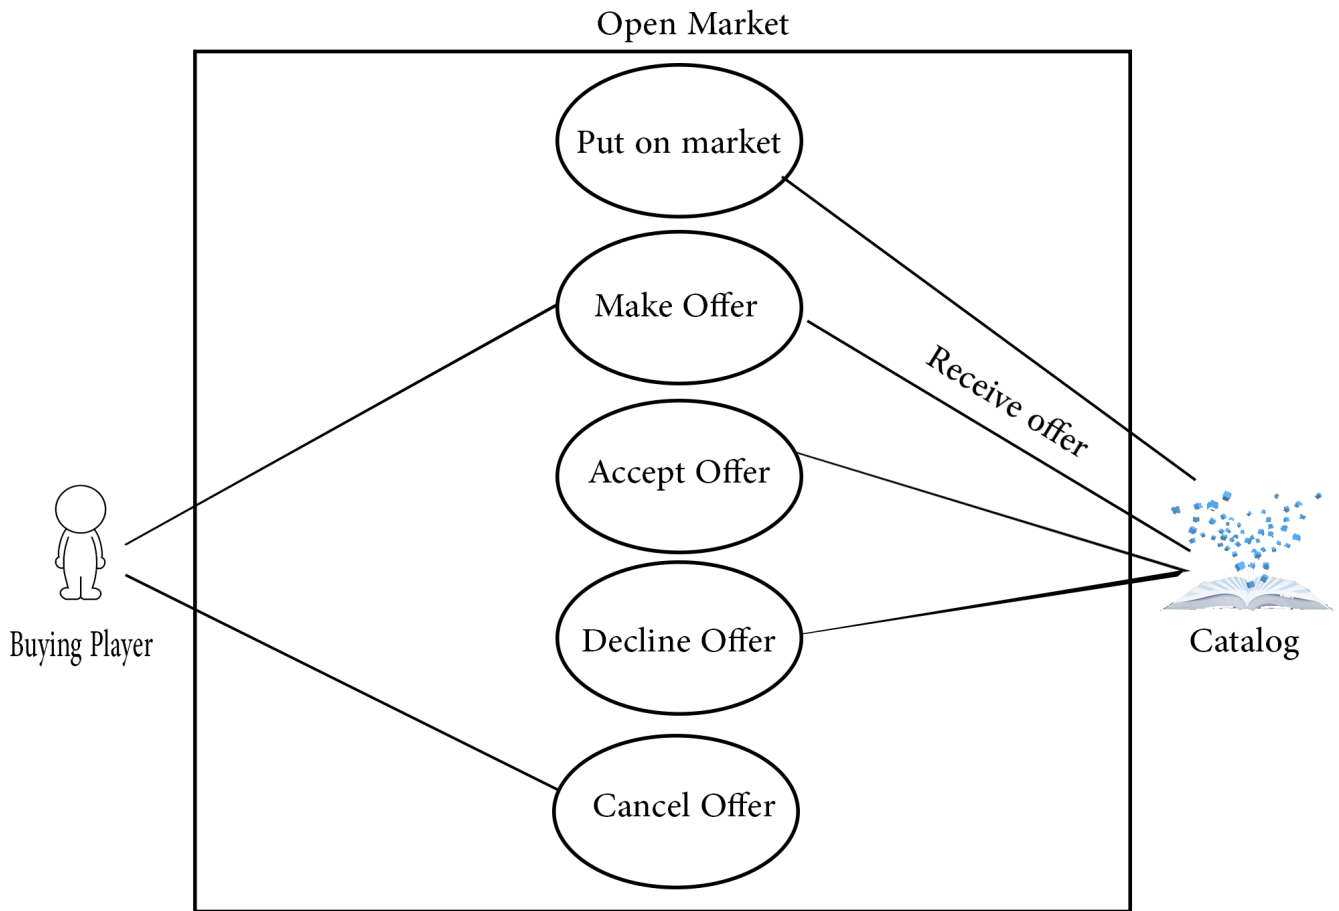 Open Market
Put on market
Make Offer
Receive offer
Accept Offer
Decline Offer
Buying Player
Catalog
Cancel Offer